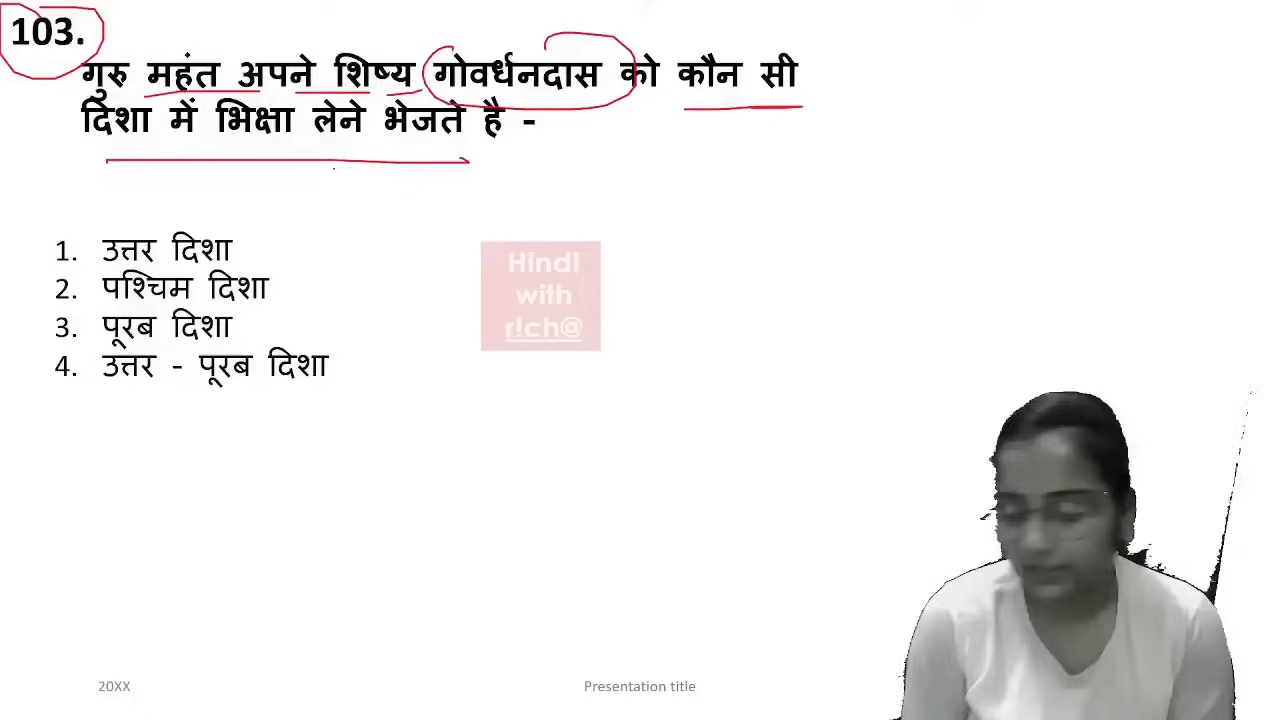 103.
गुरु महंत अपने शिष्य गोवर्धनदास को कौन सी
दिशा में भिक्षा लेने भेजते है -
1. उत्तर दिशा
2. पश्चिम दिशा
3. पूरब दिशा
4. उत्तर - पूरब दिशा
HindI
with
r!ch@
20XX
Presentation title